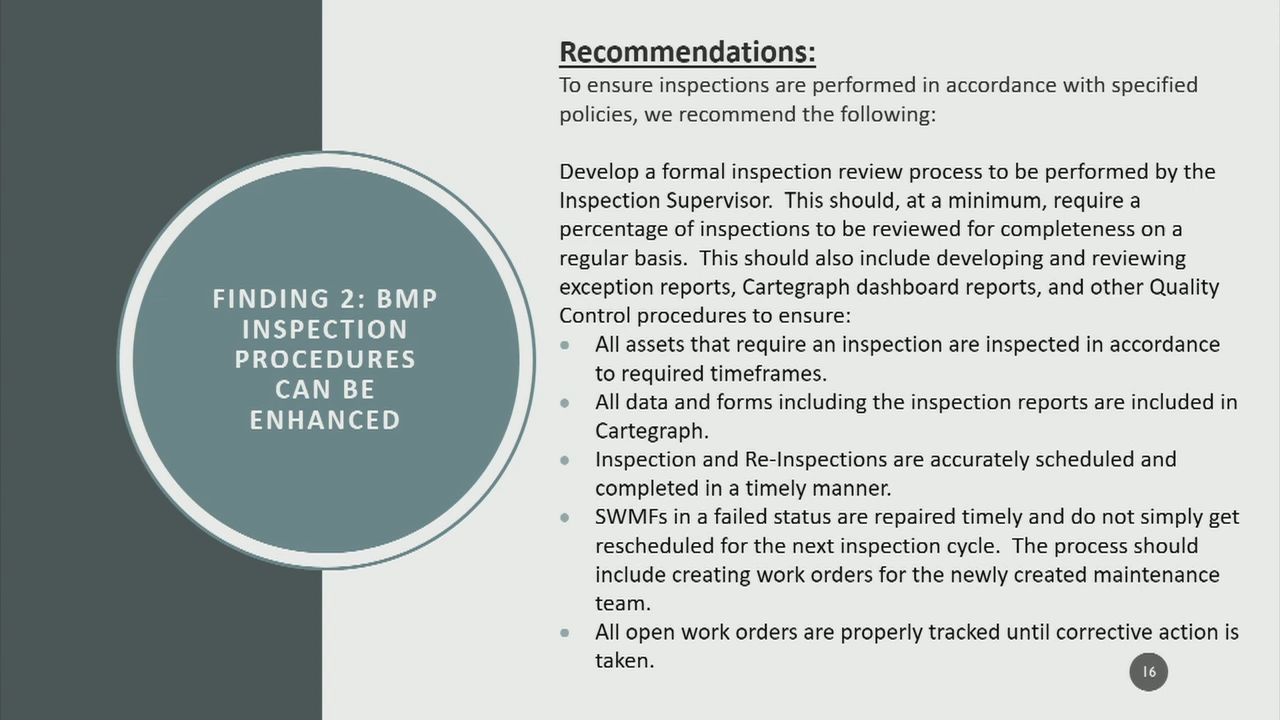 FINDING 2: BMP
INSPECTION
PROCEDURES
CAN BE
ENHANCED
Recommendations:
To ensure inspections are performed in accordance with specified
policies, we recommend the following:
Develop a formal inspection review process to be performed by the
Inspection Supervisor.  This should, at a minimum, require a
percentage of inspections to be reviewed for completeness on a
regular basis.  This should also include developing and reviewing
exception reports, Cartegraph dashboard reports, and other Quality
Control procedures to ensure:
• All assets that require an inspection are inspected in accordance
to required timeframes.
• All data and forms including the inspection reports are included in
Cartegraph.
• Inspection and Re-Inspections are accurately scheduled and
completed in a timely manner.
• SWMFs in a failed status are repaired timely and do not simply get
rescheduled for the next inspection cycle.  The process should
include creating work orders for the newly created maintenance
team.
• All open work orders are properly tracked until corrective action is
taken.
16